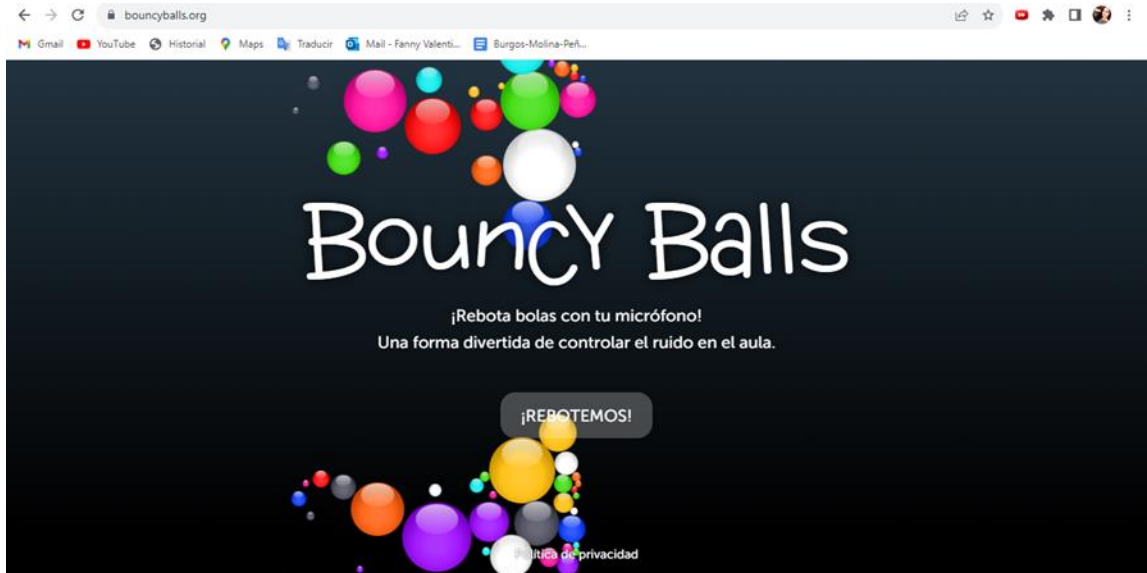 bouncyballs.org
Gmail YouTube Historial Maps Traducir Mail - Fanny Valenti... Burgos-Molina-Peñ...
Bouncy Balls
¡Rebota bolas con tu micrófono!
Una forma divertida de controlar el ruido en el aula.
¡REBOTEMOS!
Política de privacidad